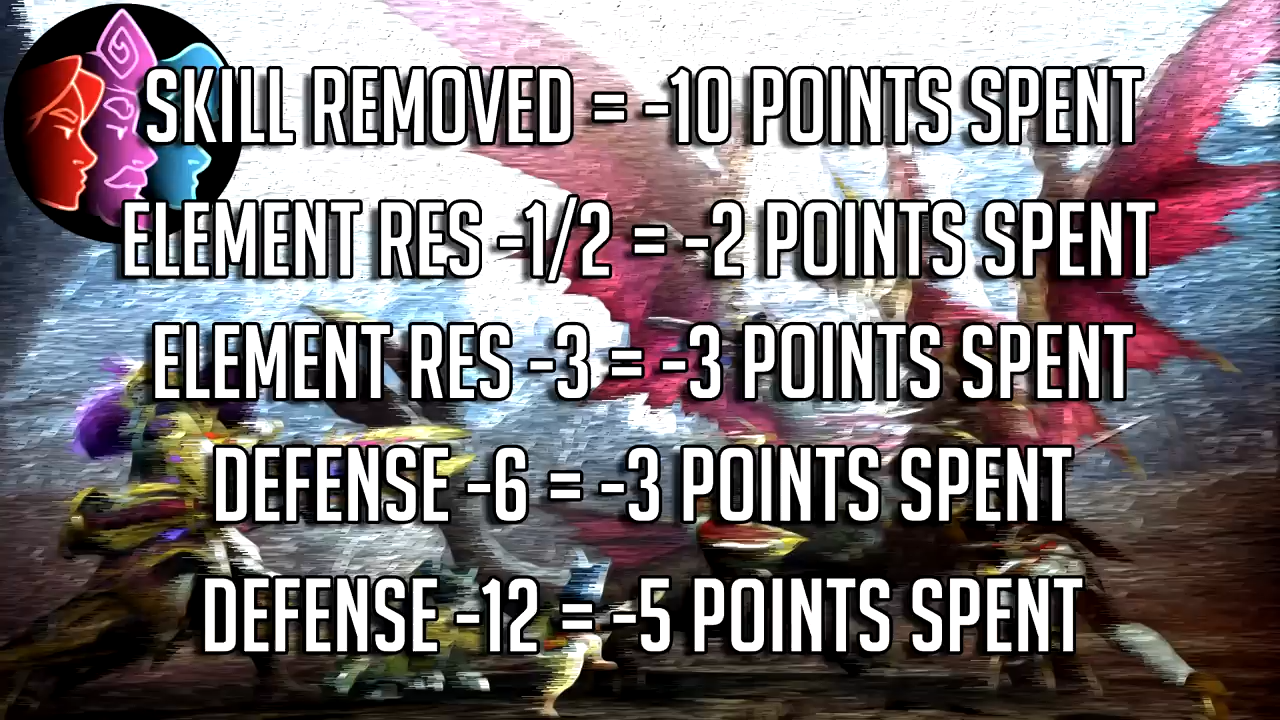 SKILL REMOVED = -10 POINTS SPENT
ELEMENT RES -1/2 = -2 POINTS SPENT
ELEMENT RES -3 = -3 POINTS SPENT
DEFENSE -6 = -3 POINTS SPENT
DEFENSE -12 = -5 POINTS SPENT